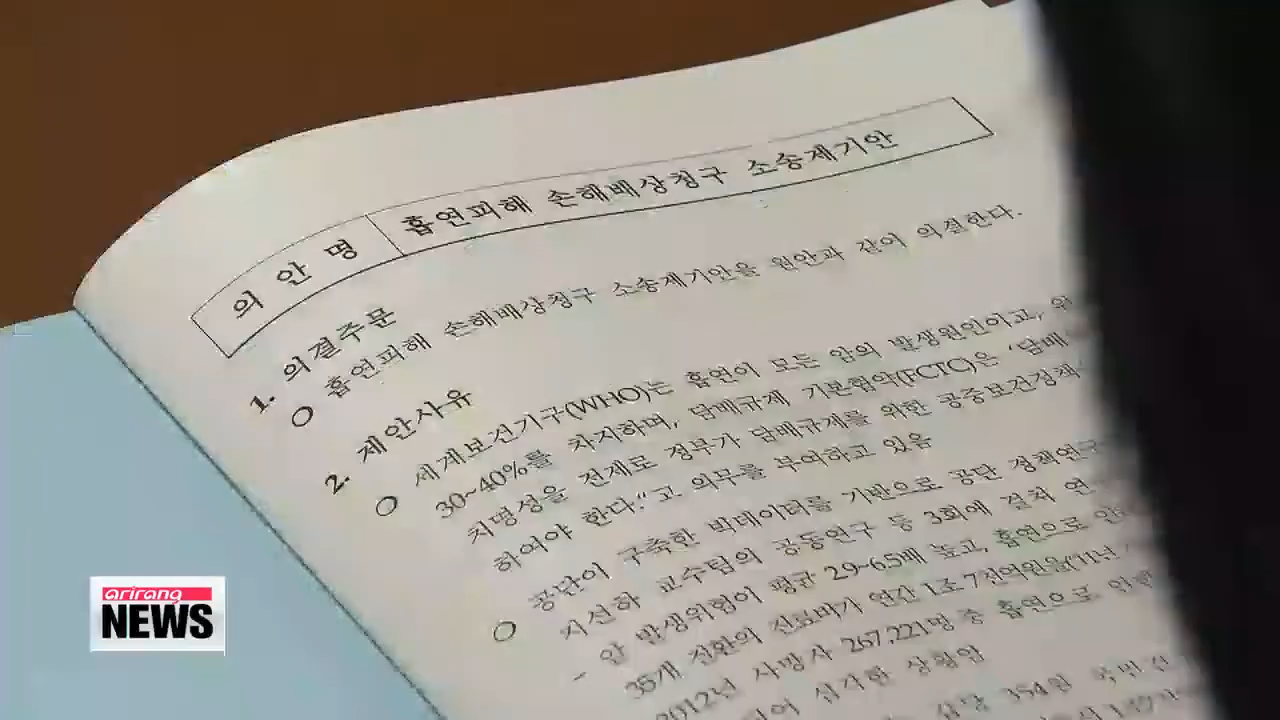 의 안 명 흡연피해 손해배상청구 소송제기안
1. 의결주문
○ 흡연피해 손해배상청구 소송제기안을 원안과 같이 의결한다.
2. 제안사유
○ 세계보건기구(WHO)는 흡연이 모든 암의 발생원인이고,
30~40%를 차지하며, 담배규제 기본협약(FCTC)은 '담배
치명성을 전제로 정부가 담배규제를 위한 공중보건정책
하여야 한다."고 의무를 부여하고 있음
○ 공단이 구축한 빅데이터를 기반으로 공단 정책연구
지선하 교수팀의 공동연구 등 3회에 걸쳐 연
- 암 발생위험이 평균 2.9~6.5배 높고, 흡연으로
35개 질환의 진료비가 연간 1조 7천억원을('11년
2012년 사망자 267,221명 중 흡연으로 인한
심각한 상황임
arirang
NEWS